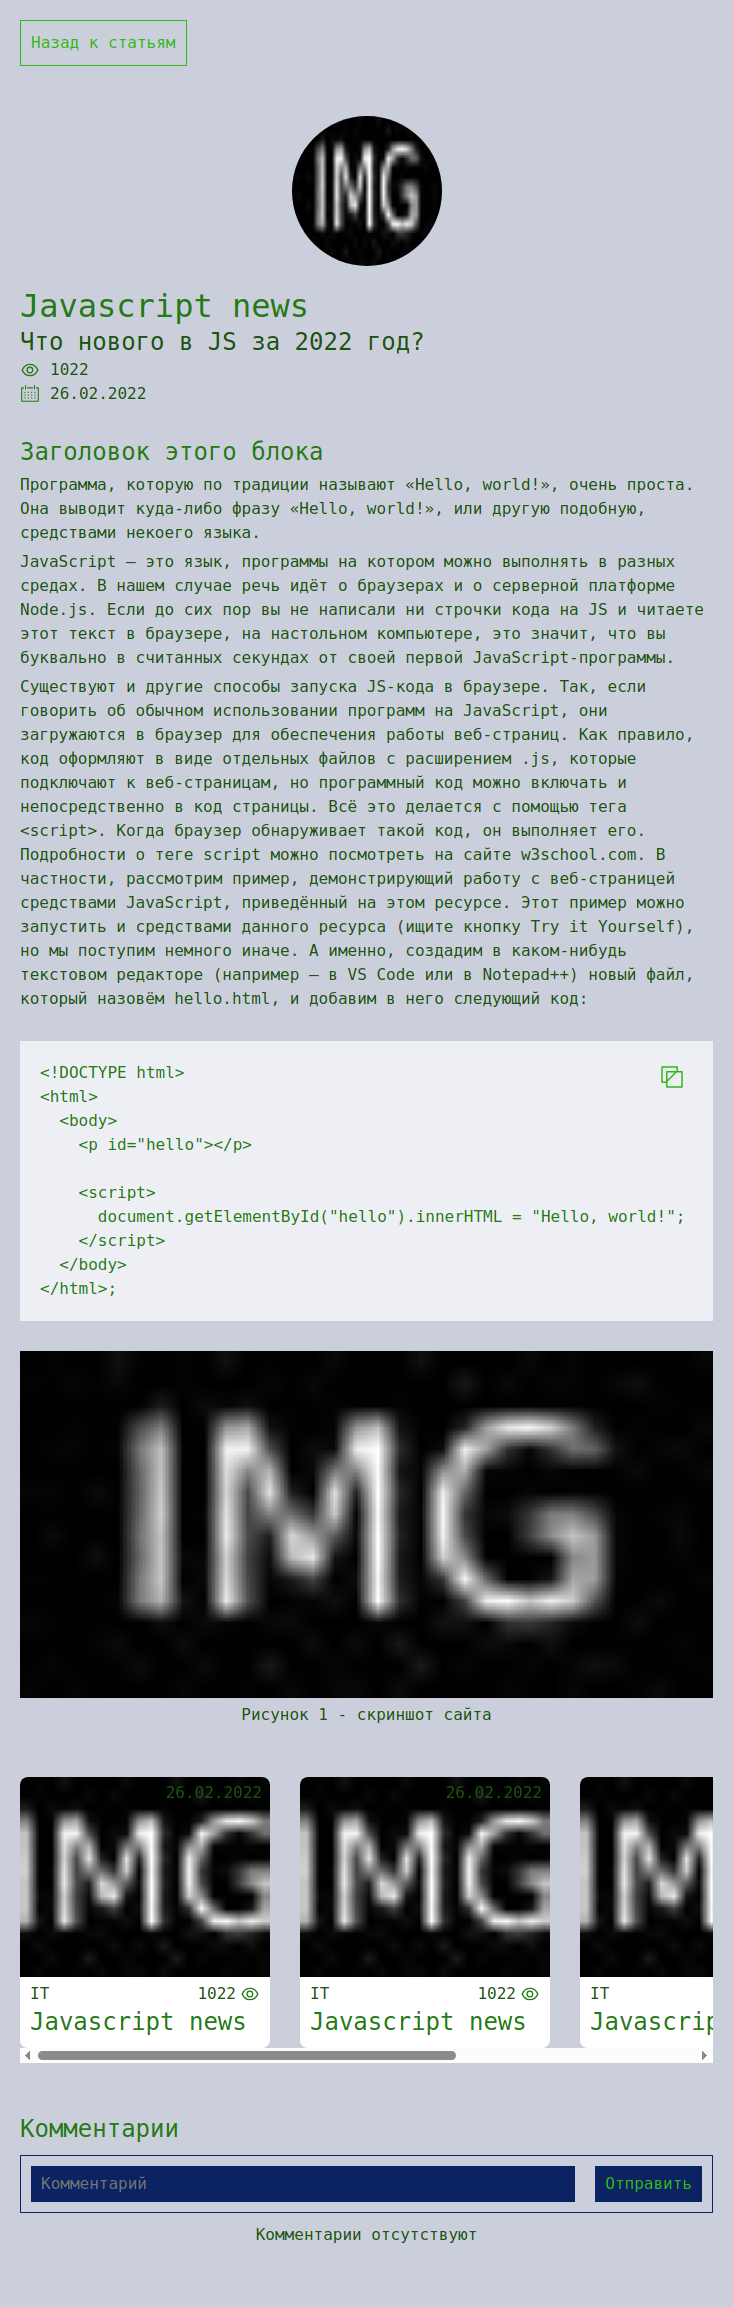 Назад к статьям
IMG
Javascript news
Что нового в JS за 2022 год?
1022
26.02.2022
Заголовок этого блока
Программа, которую по традиции называют «Hello, world!», очень проста.
Она выводит куда-либо фразу «Hello, world!», или другую подобную,
средствами некоего языка.
JavaScript — это язык, программы на котором можно выполнять в разных
средах. В нашем случае речь идёт о браузерах и о серверной платформе
Node.js. Если до сих пор вы не написали ни строчки кода на JS и читаете
этот текст в браузере, на настольном компьютере, это значит, что вы
буквально в считанных секундах от своей первой JavaScript-программы.
Существуют и другие способы запуска JS-кода в браузере. Так, если
говорить об обычном использовании программ на JavaScript, они
загружаются в браузер для обеспечения работы веб-страниц. Как правило,
код оформляют в виде отдельных файлов с расширением .js, которые
подключают к веб-страницам, но программный код можно включать и
непосредственно в код страницы. Всё это делается с помощью тега
<script>. Когда браузер обнаруживает такой код, он выполняет его.
Подробности о теге script можно посмотреть на сайте w3school.com. В
частности, рассмотрим пример, демонстрирующий работу с веб-страницей
средствами JavaScript, приведённый на этом ресурсе. Этот пример можно
запустить и средствами данного ресурса (ищите кнопку Try it Yourself),
но мы поступим немного иначе. А именно, создадим в каком-нибудь
текстовом редакторе (например — в VS Code или в Notepad++) новый файл,
который назовём hello.html, и добавим в него следующий код:
<!DOCTYPE html>
<html>
  <body>
    <p id="hello"></p>
    <script>
      document.getElementById("hello").innerHTML = "Hello, world!";
    </script>
  </body>
</html>;
IMG
Рисунок 1 - скриншот сайта
26.02.2022
IMG
IT 1022
Javascript news
26.02.2022
IMG
IT 1022
Javascript news
IM
IT
Javascrip
Комментарии
Комментарий
Отправить
Комментарии отсутствуют